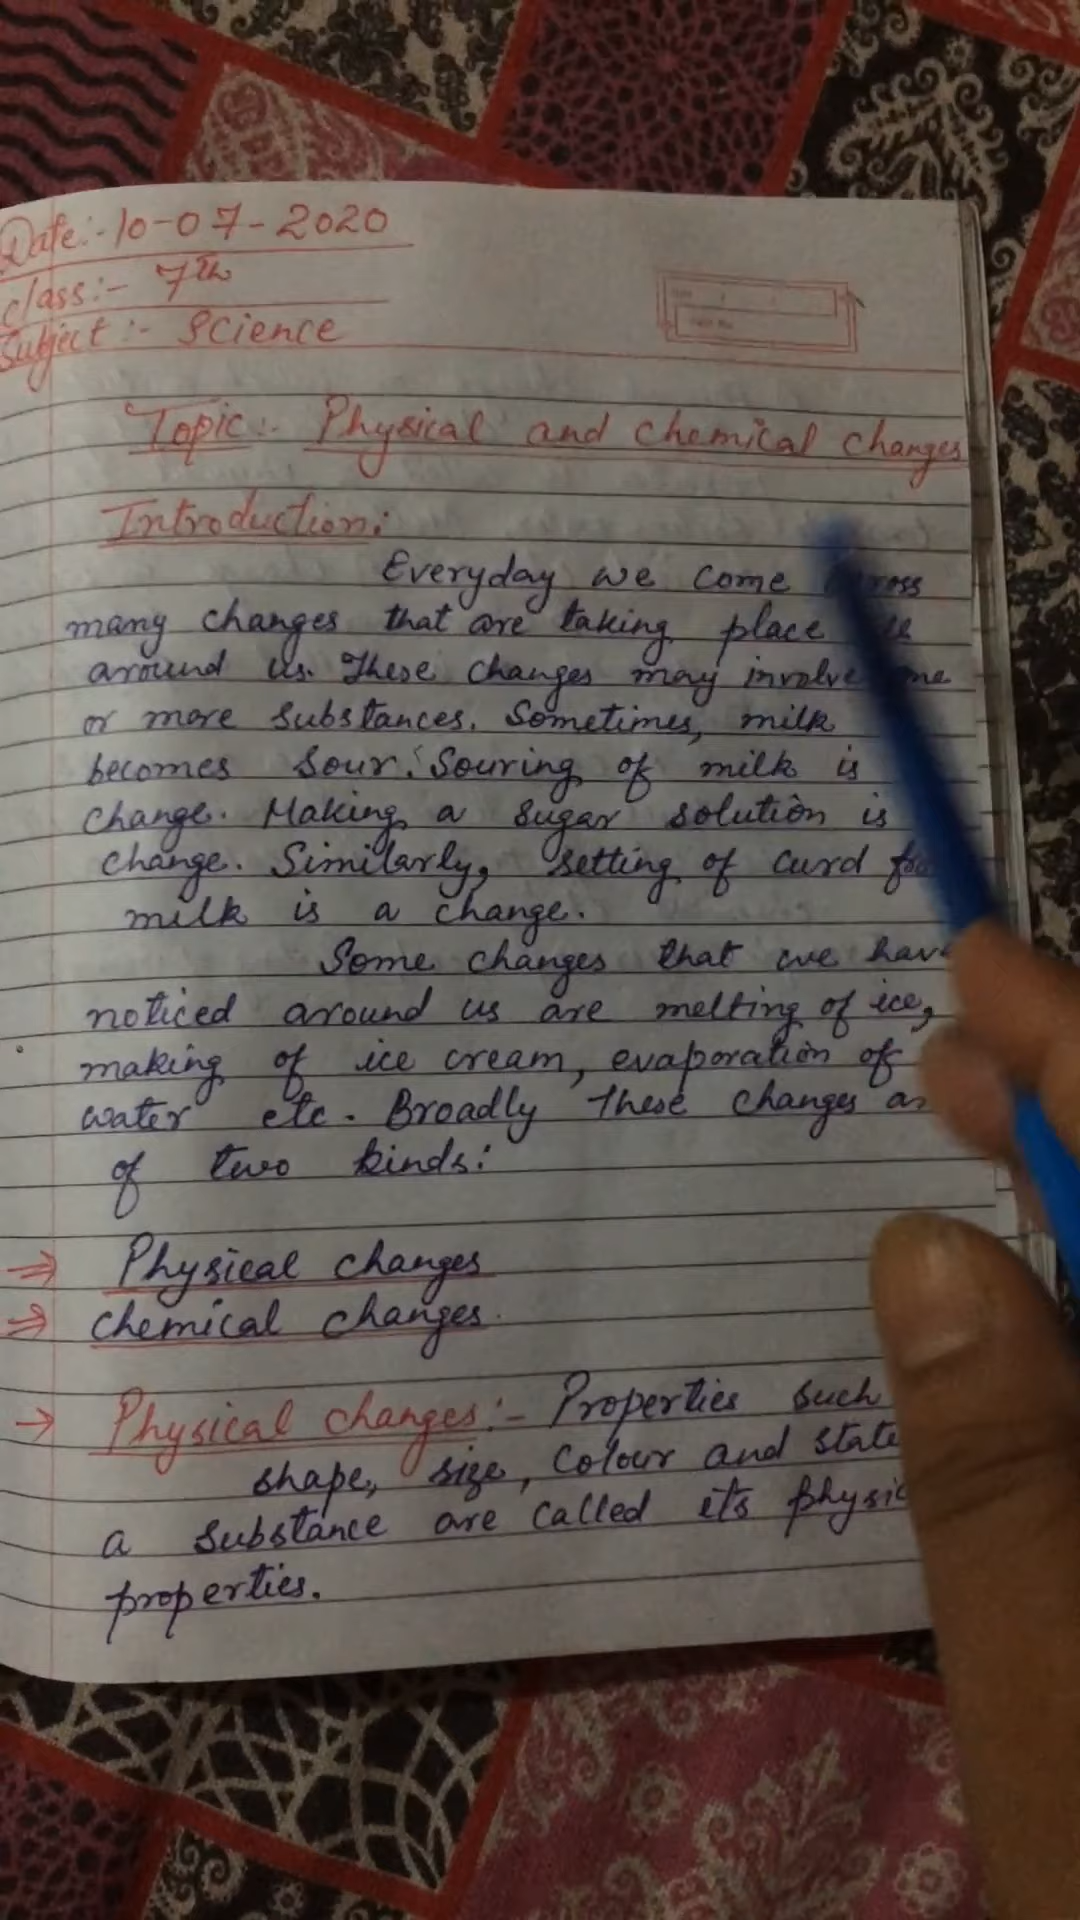 Date:- 10-07-2020
Class:- 7th
Subject:- Science
Topic:- Physical and chemical changes
Introduction:
Everyday we come
many changes that are taking place
around us. These changes may involve
or more substances. Sometimes, milk
becomes sour. Souring of milk is
change. Making a sugar solution is
change. Similarly, setting of curd
milk is a change.
Some changes that we have
noticed around us are melting of ice,
making of ice cream, evaporation of
water etc. Broadly these changes
of two kinds:
⇒ Physical changes
⇒ chemical changes.
→ Physical changes:- Properties such
shape, size, colour and state
a substance are called its
properties.